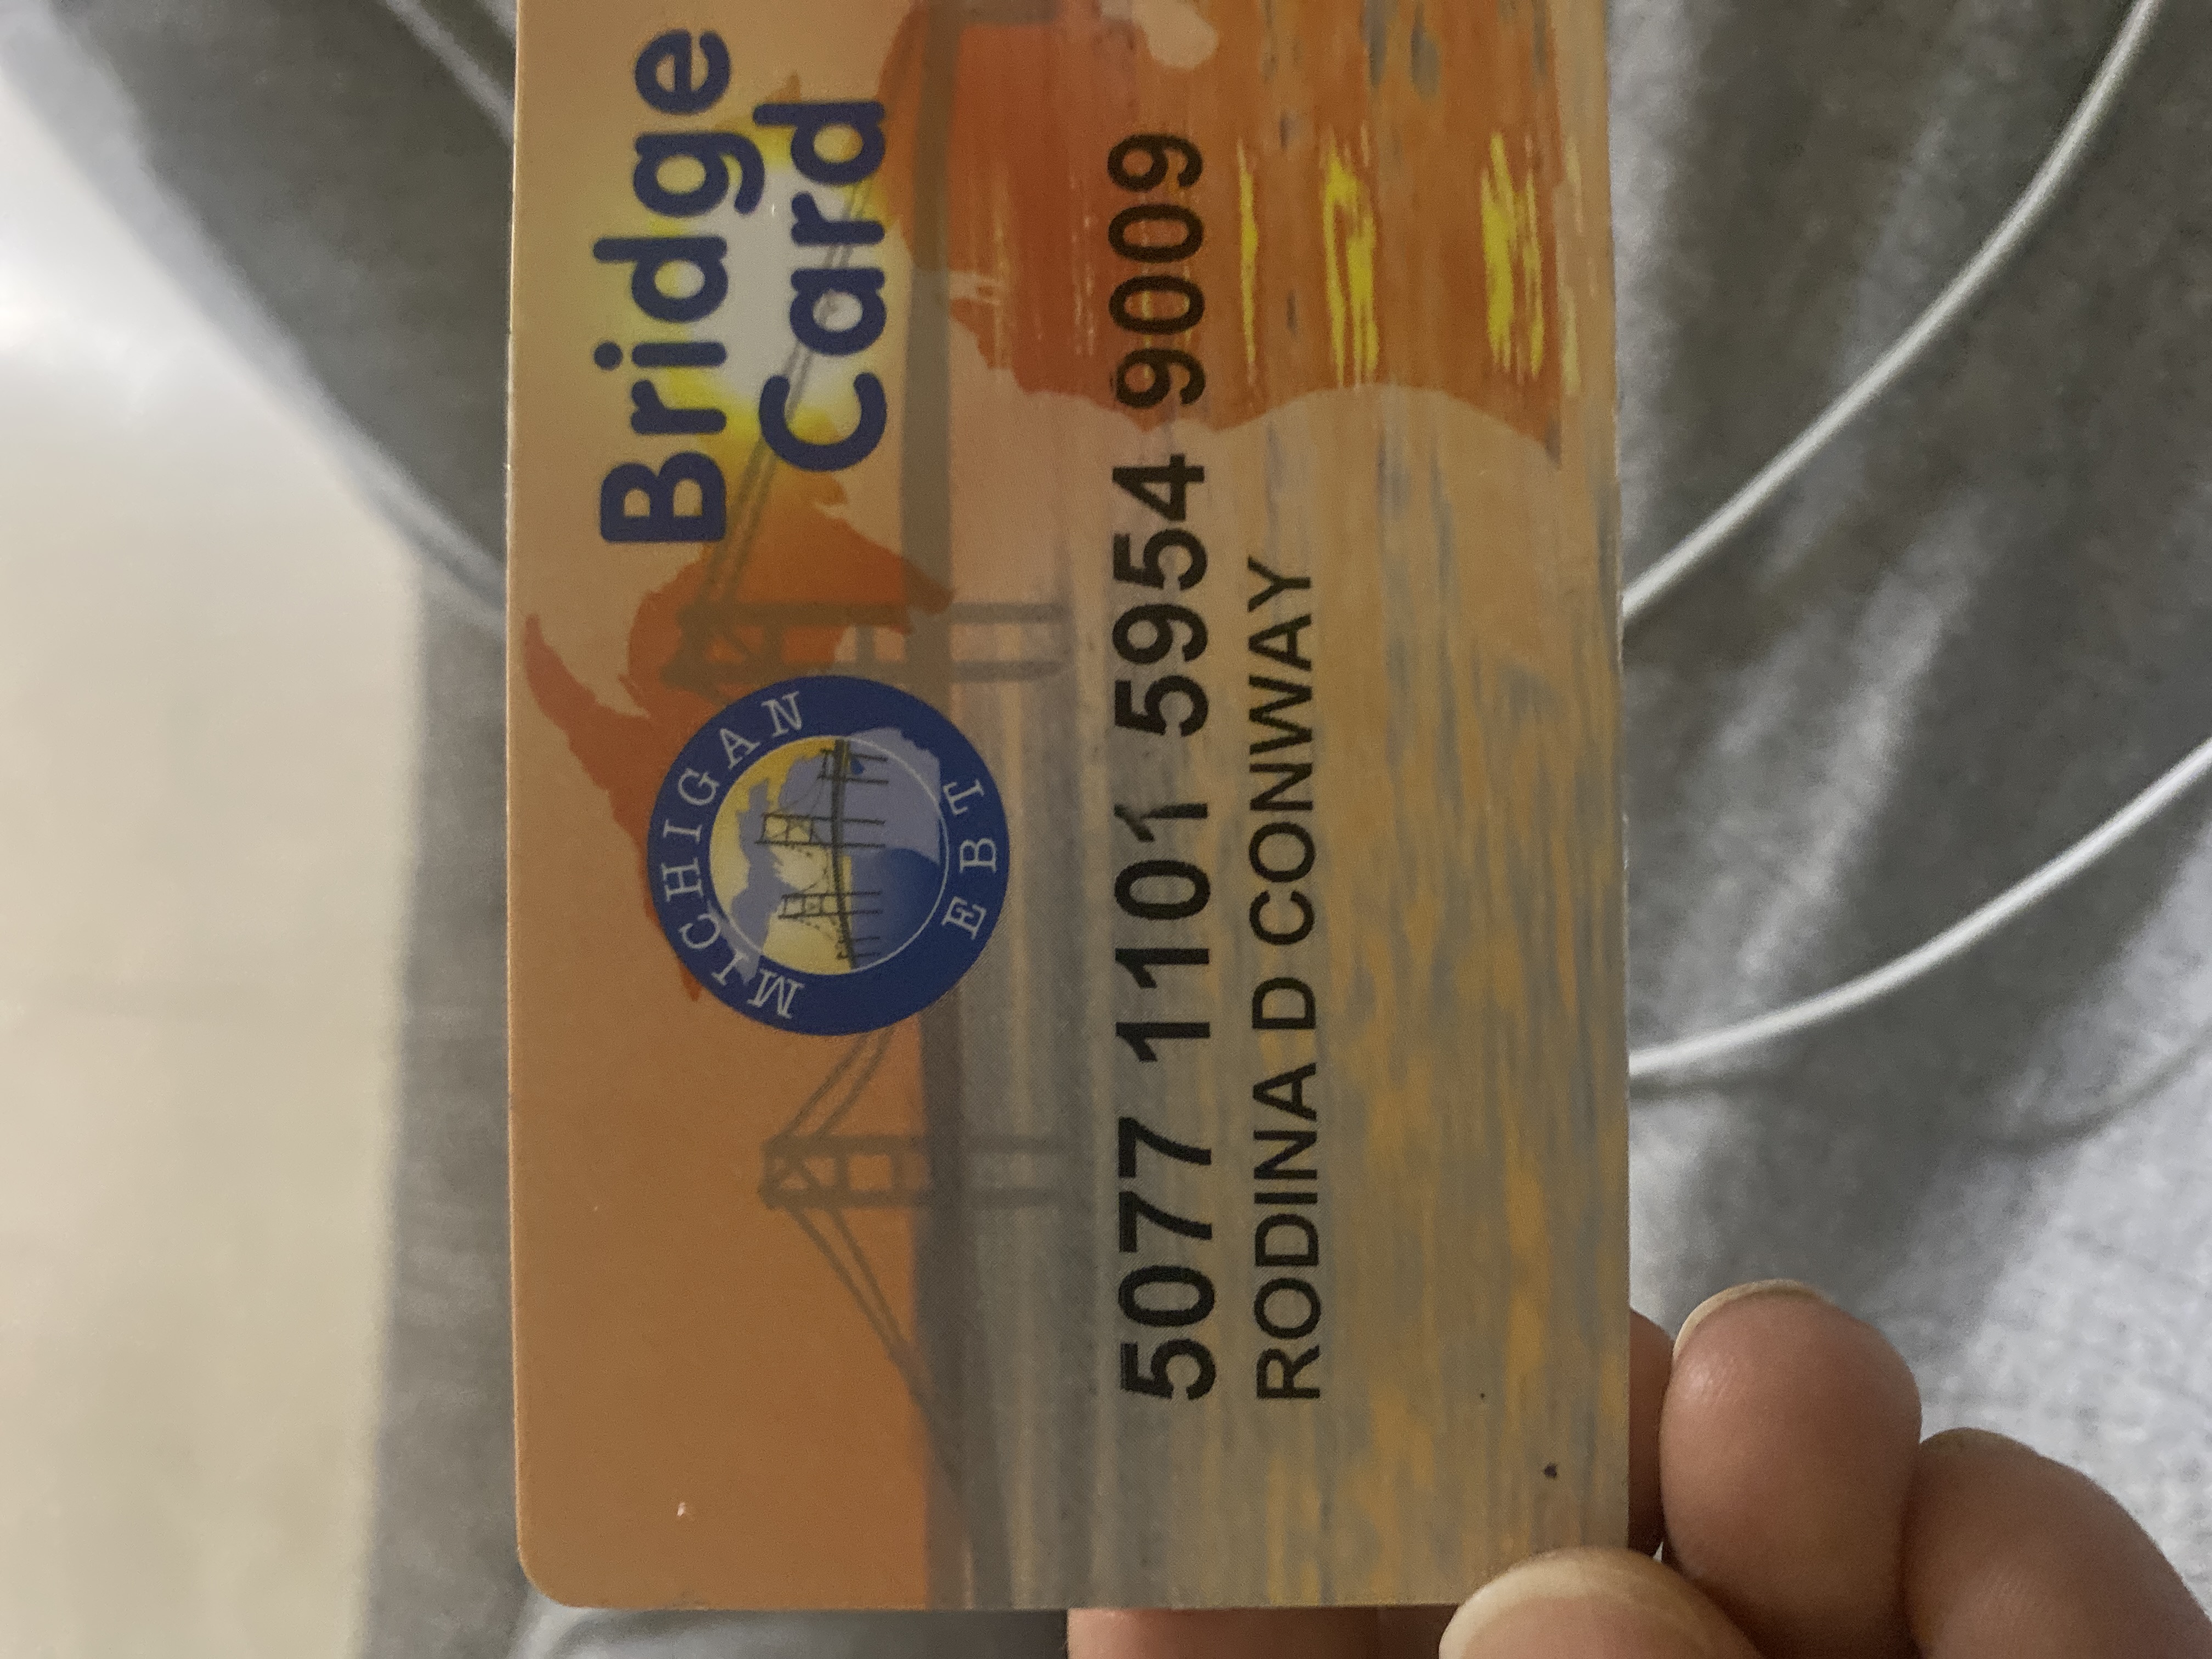 MICHIGAN
EBT
Bridge
Card
5077 1101 5954 9009
RODINA D CONWAY